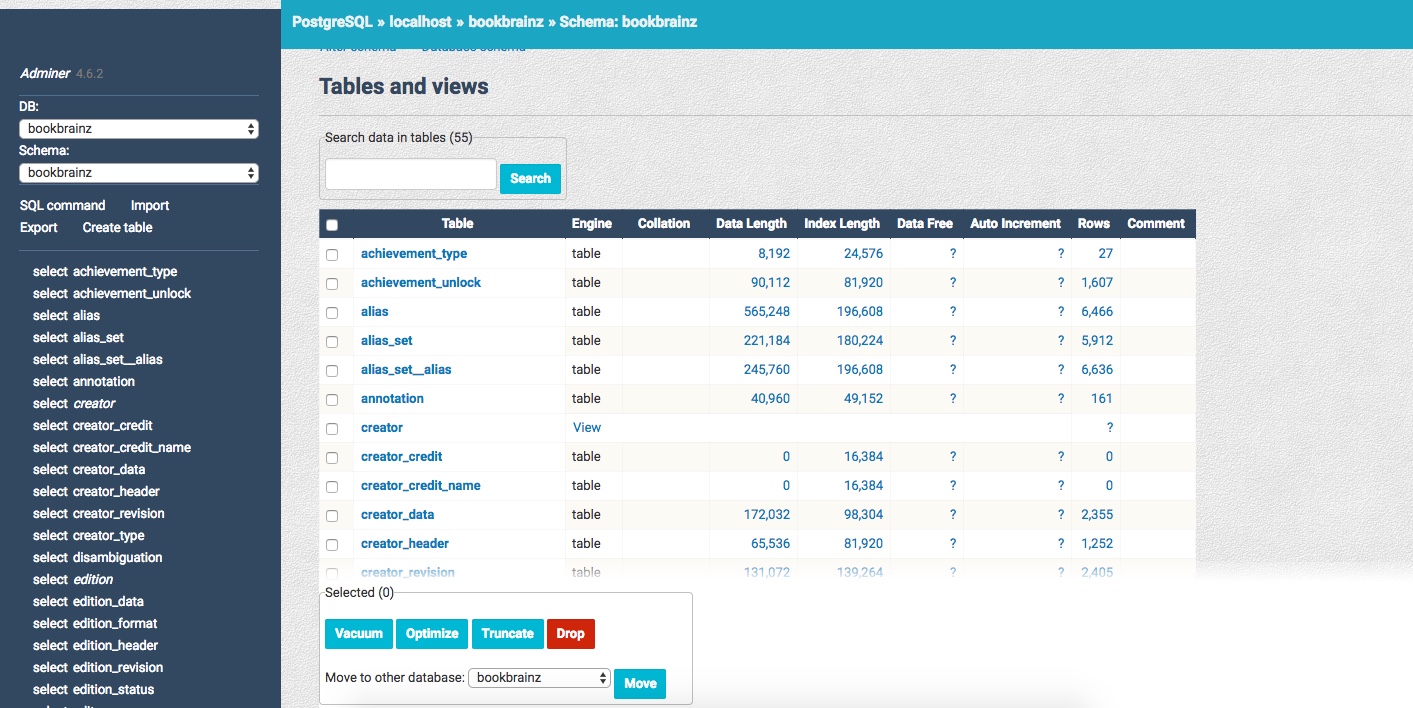 PostgreSQL » localhost » bookbrainz » Schema: bookbrainz
Adminer 4.6.2
DB:
bookbrainz
Schema:
bookbrainz
SQL command Import
Export Create table
select achievement_type
select achievement_unlock
select alias
select alias_set
select alias_set__alias
select annotation
select creator
select creator_credit
select creator_credit_name
select creator_data
select creator_header
select creator_revision
select creator_type
select disambiguation
select edition
select edition_data
select edition_format
select edition_header
select edition_revision
select edition_status
Alter schema Database schema
Tables and views
Search data in tables (55)
Search
Table Engine Collation Data Length Index Length Data Free Auto Increment Rows Comment
achievement_type table 8,192 24,576 ? ? 27
achievement_unlock table 90,112 81,920 ? ? 1,607
alias table 565,248 196,608 ? ? 6,466
alias_set table 221,184 180,224 ? ? 5,912
alias_set__alias table 245,760 196,608 ? ? 6,636
annotation table 40,960 49,152 ? ? 161
creator View ?
creator_credit table 0 16,384 ? ? 0
creator_credit_name table 0 16,384 ? ? 0
creator_data table 172,032 98,304 ? ? 2,355
creator_header table 65,536 81,920 ? ? 1,252
creator_revision table 131,072 139,264 ? ? 2,405
Selected (0)
Vacuum Optimize Truncate Drop
Move to other database: bookbrainz Move